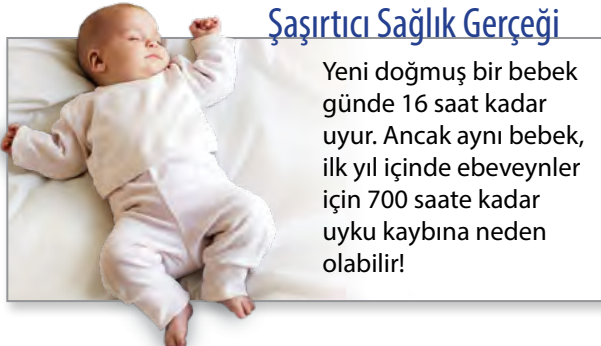 Şaşırtıcı Sağlık Gerçeği
Yeni doğmuş bir bebek
günde 16 saat kadar
uyur. Ancak aynı bebek,
ilk yıl içinde ebeveynler
için 700 saate kadar
uyku kaybına neden
olabilir!